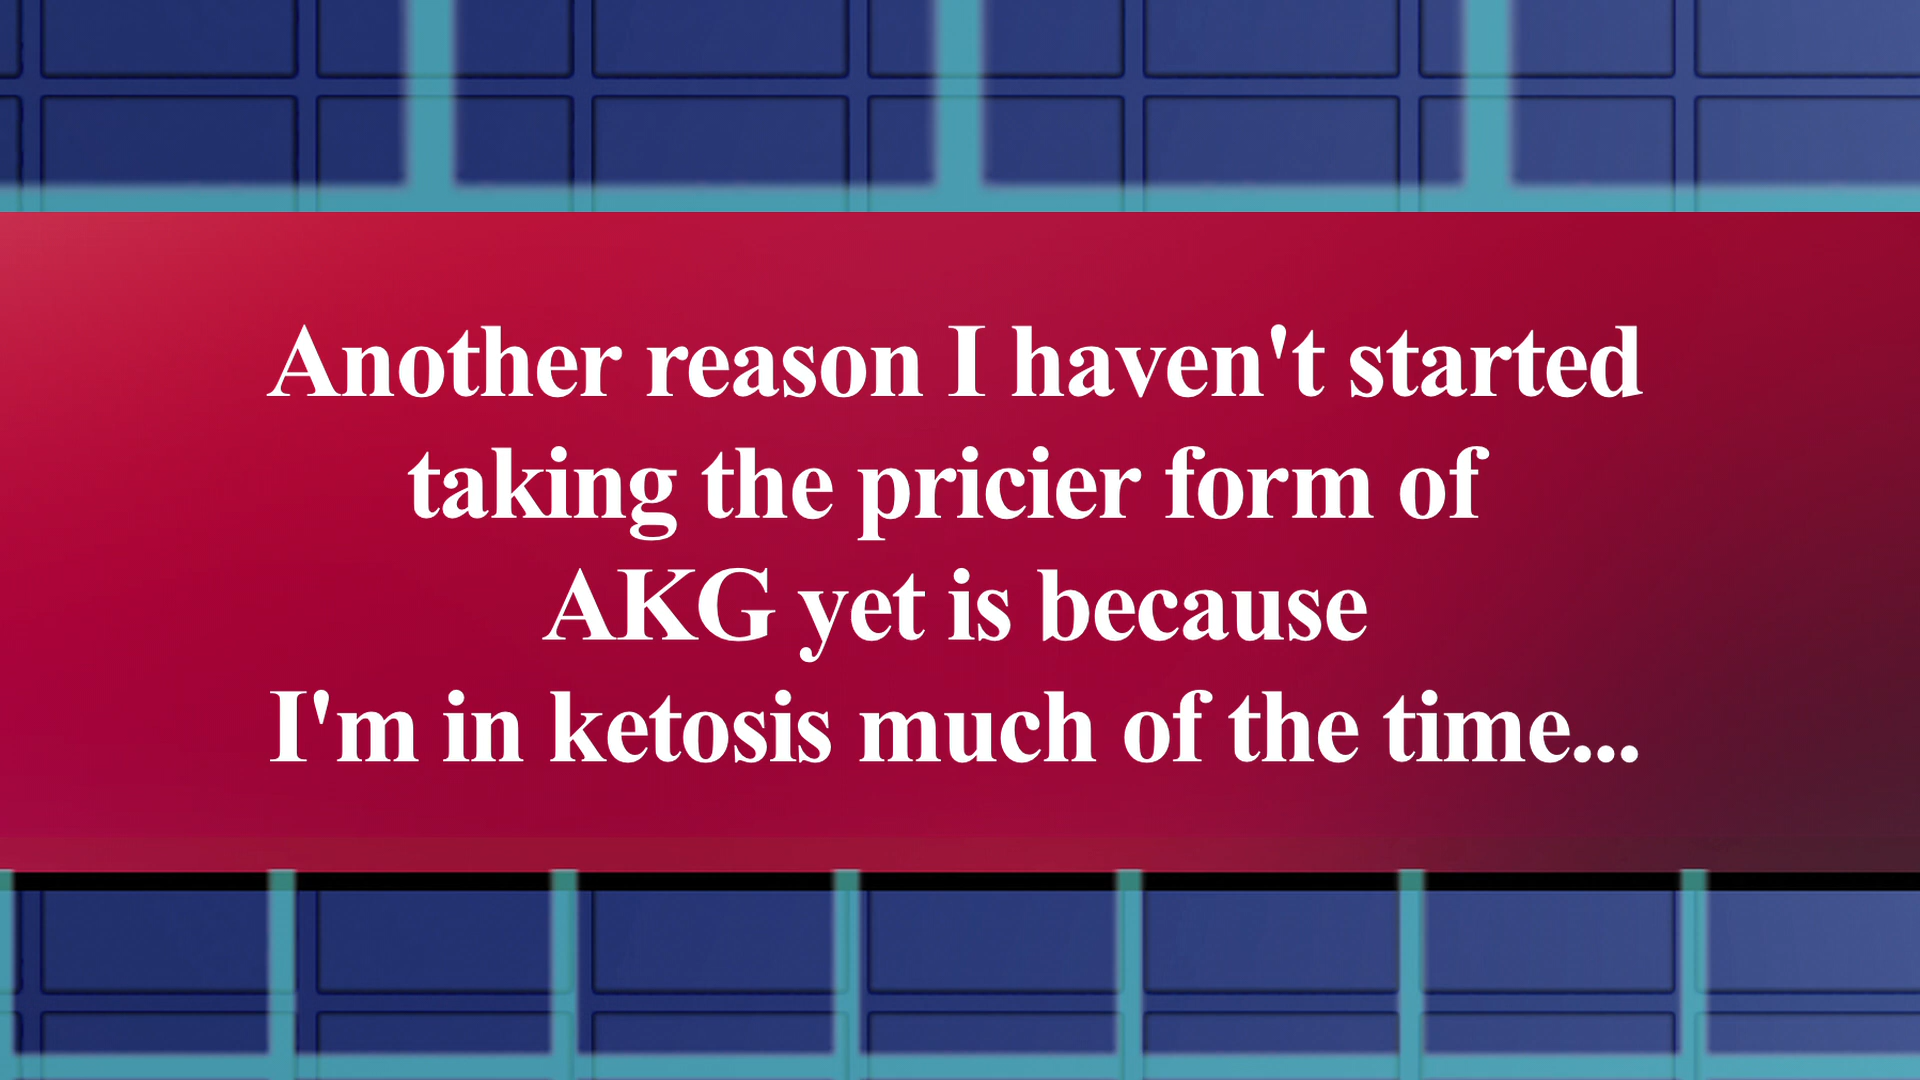 Another reason I haven't started
taking the pricier form of
AKG yet is because
I'm in ketosis much of the time...